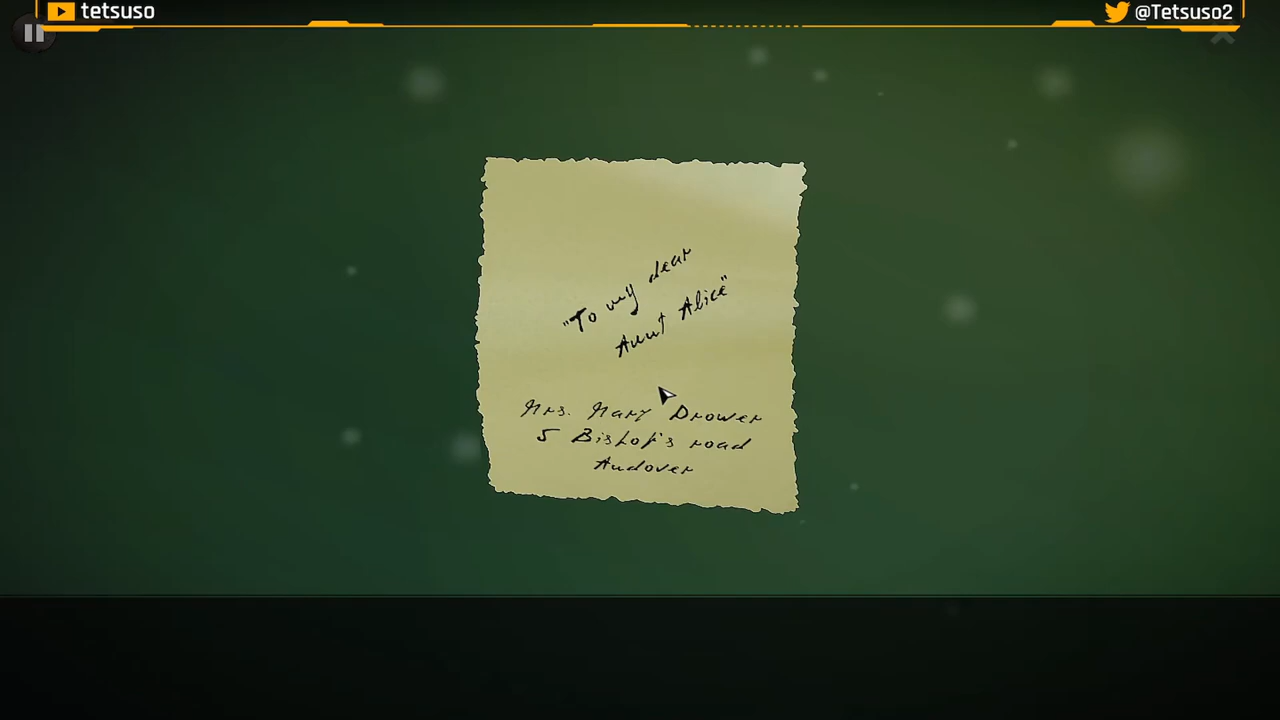 tetsuso
@Tetsuso2
"To my dear
Aunt Alice"
Mrs. Mary Drower
5 Bishop's road
Andover